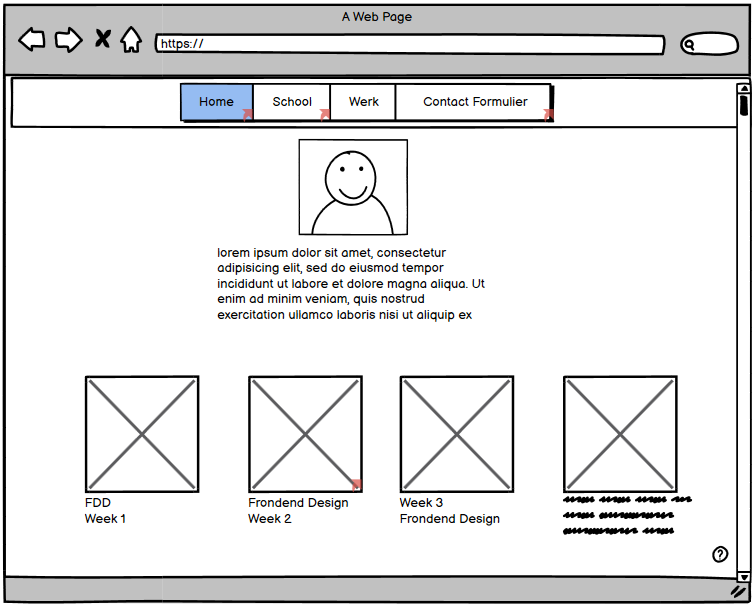 A Web Page
https://
Home School Werk Contact Formulier
lorem ipsum dolor sit amet, consectetur
adipisicing elit, sed do eiusmod tempor
incididunt ut labore et dolore magna aliqua. Ut
enim ad minim veniam, quis nostrud
exercitation ullamco laboris nisi ut aliquip ex
FDD
Week 1
Frondend Design
Week 2
Week 3
Frondend Design
?